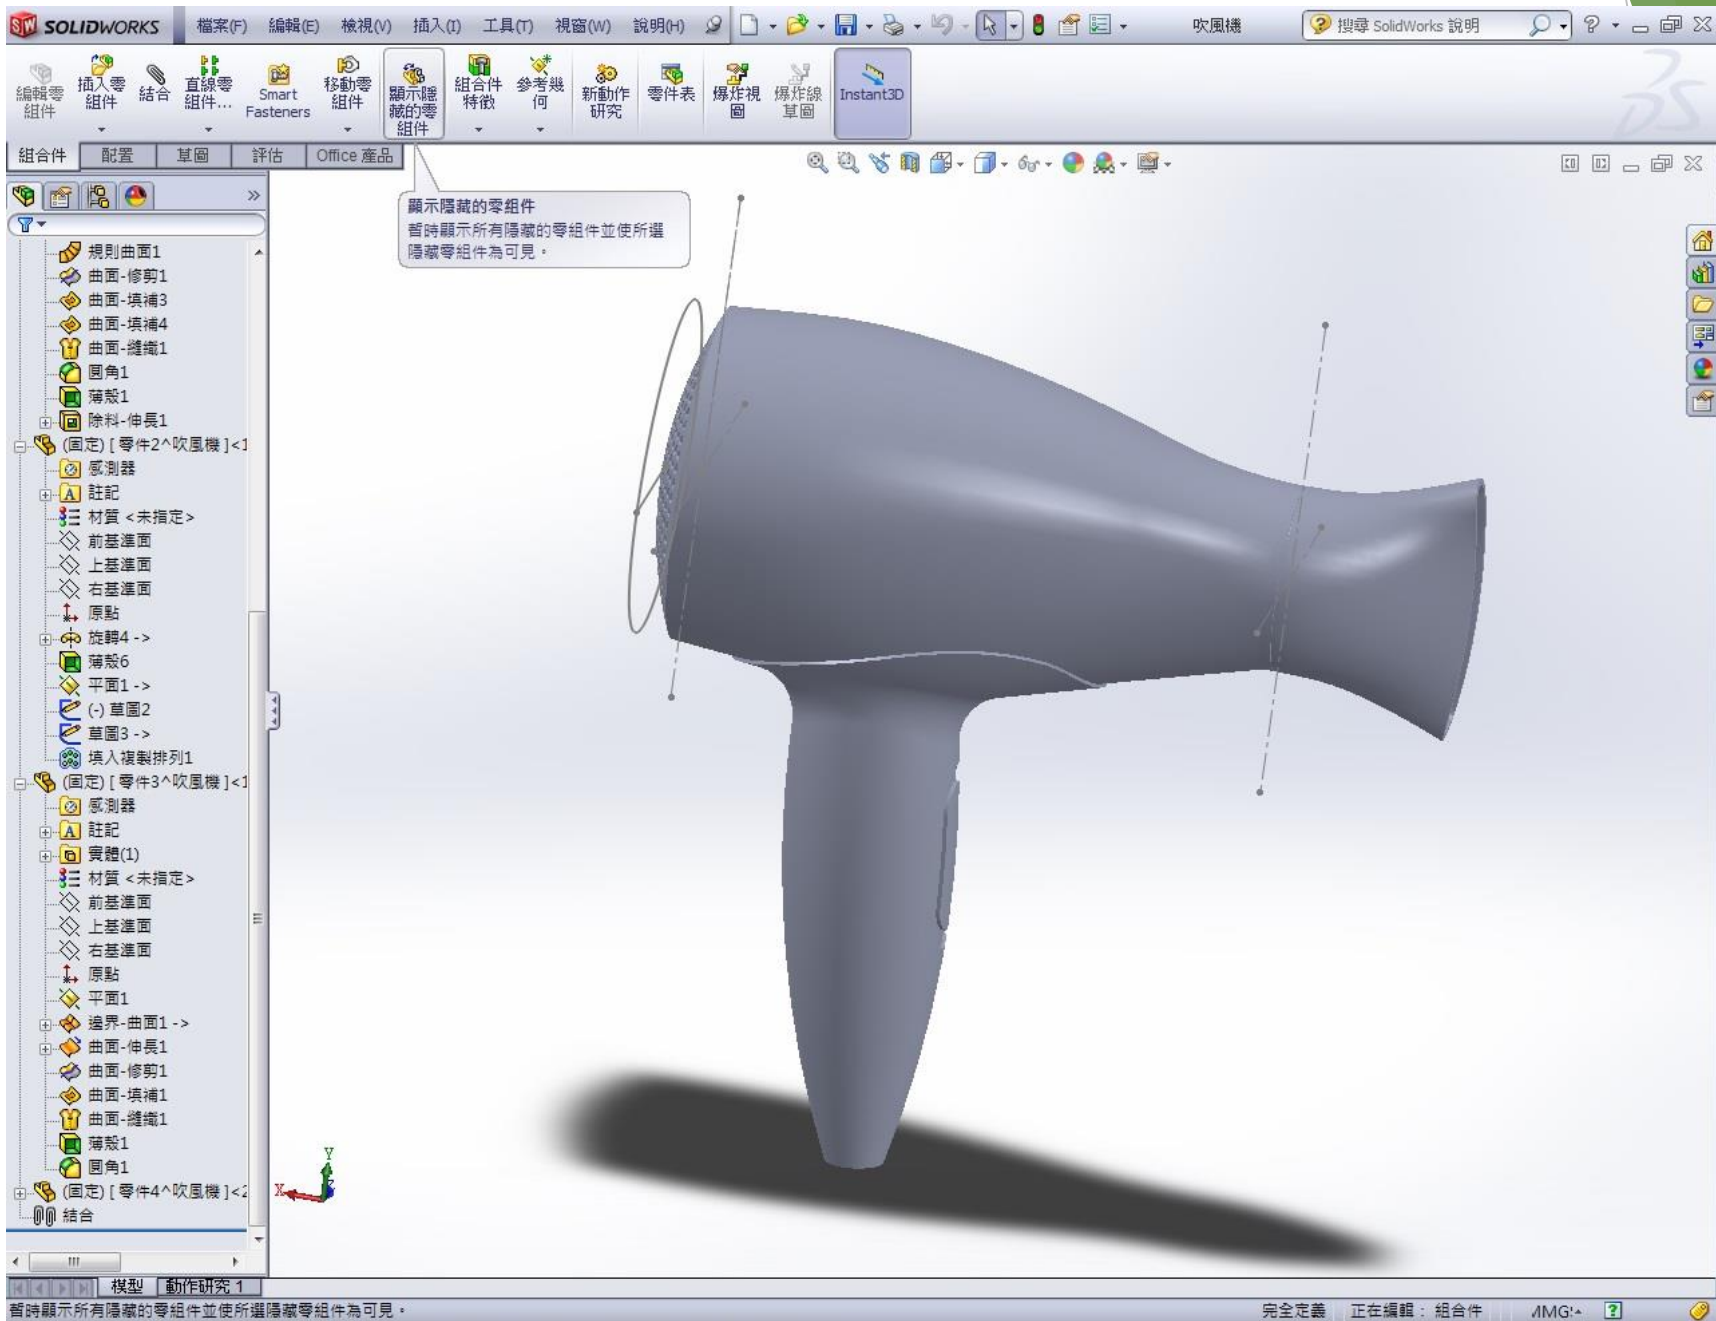 SOLIDWORKS 檔案(F) 編輯(E) 檢視(V) 插入(I) 工具(T) 視窗(W) 說明(H) 吹風機 搜尋 SolidWorks 說明
編輯零組件
插入零組件
結合
直線零組件...
Smart Fasteners
移動零組件
顯示隱藏的零組件
組合件特徵
參考幾何
新動作研究
零件表
爆炸視圖
爆炸線草圖
Instant3D
組合件 配置 草圖 評估 Office 產品
顯示隱藏的零組件
暫時顯示所有隱藏的零組件並使所選
隱藏零組件為可見。
規則曲面1
曲面-修剪1
曲面-填補3
曲面-填補4
曲面-縫織1
圓角1
薄殼1
除料-伸長1
(固定) [ 零件2^吹風機 ]<1
感測器
註記
材質 <未指定>
前基準面
上基準面
右基準面
原點
旋轉4 ->
薄殼6
平面1 ->
(-) 草圖2
草圖3 ->
填入複製排列1
(固定) [ 零件3^吹風機 ]<1
感測器
註記
實體(1)
材質 <未指定>
前基準面
上基準面
右基準面
原點
平面1
邊界-曲面1 ->
曲面-伸長1
曲面-修剪1
曲面-填補1
曲面-縫織1
薄殼1
圓角1
(固定) [ 零件4^吹風機 ]<2
結合
Y
X
模型 動作研究 1
暫時顯示所有隱藏的零組件並使所選隱藏零組件為可見。 完全定義 正在編輯： 組合件